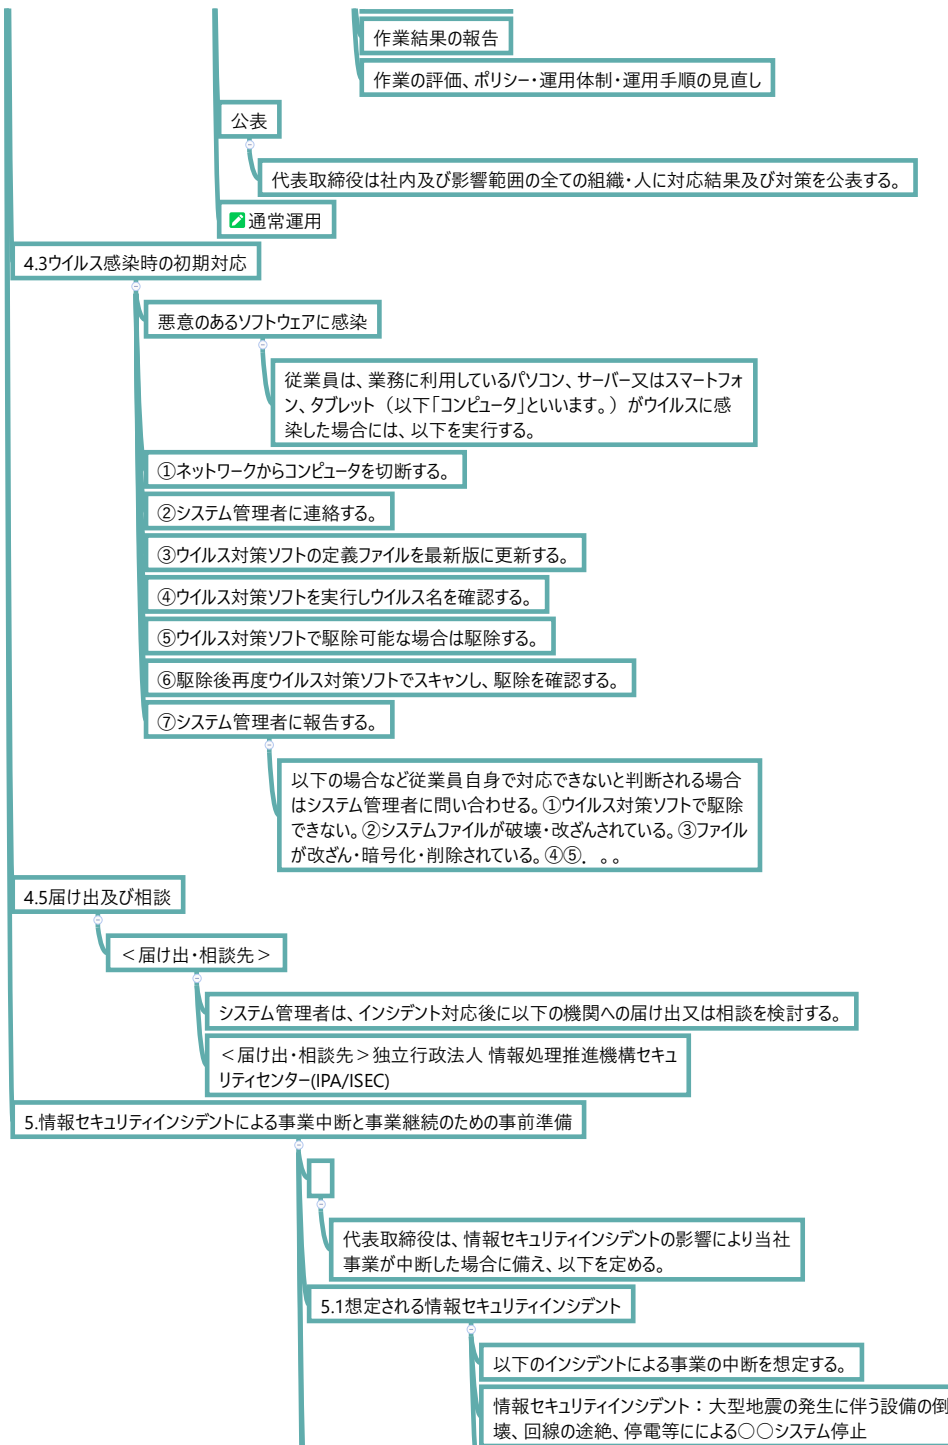 作業結果の報告
作業の評価、ポリシー・運用体制・運用手順の見直し
公表
代表取締役は社内及び影響範囲の全ての組織・人に対応結果及び対策を公表する。
通常運用
4.3ウイルス感染時の初期対応
悪意のあるソフトウェアに感染
従業員は、業務に利用しているパソコン、サーバー又はスマートフォ
ン、タブレット（以下「コンピュータ」といいます。）がウイルスに感
染した場合には、以下を実行する。
①ネットワークからコンピュータを切断する。
②システム管理者に連絡する。
③ウイルス対策ソフトの定義ファイルを最新版に更新する。
④ウイルス対策ソフトを実行しウイルス名を確認する。
⑤ウイルス対策ソフトで駆除可能な場合は駆除する。
⑥駆除後再度ウイルス対策ソフトでスキャンし、駆除を確認する。
⑦システム管理者に報告する。
以下の場合など従業員自身で対応できないと判断される場合
はシステム管理者に問い合わせる。①ウイルス対策ソフトで駆除
できない。②システムファイルが破壊・改ざんされている。③ファイル
が改ざん・暗号化・削除されている。④⑤．。。
4.5届け出及び相談
＜届け出・相談先＞
システム管理者は、インシデント対応後に以下の機関への届け出又は相談を検討する。
＜届け出・相談先＞独立行政法人 情報処理推進機構セキュ
リティセンター(IPA/ISEC)
5.情報セキュリティインシデントによる事業中断と事業継続のための事前準備
代表取締役は、情報セキュリティインシデントの影響により当社
事業が中断した場合に備え、以下を定める。
5.1想定される情報セキュリティインシデント
以下のインシデントによる事業の中断を想定する。
情報セキュリティインシデント：大型地震の発生に伴う設備の倒
壊、回線の途絶、停電等にによる○○システム停止